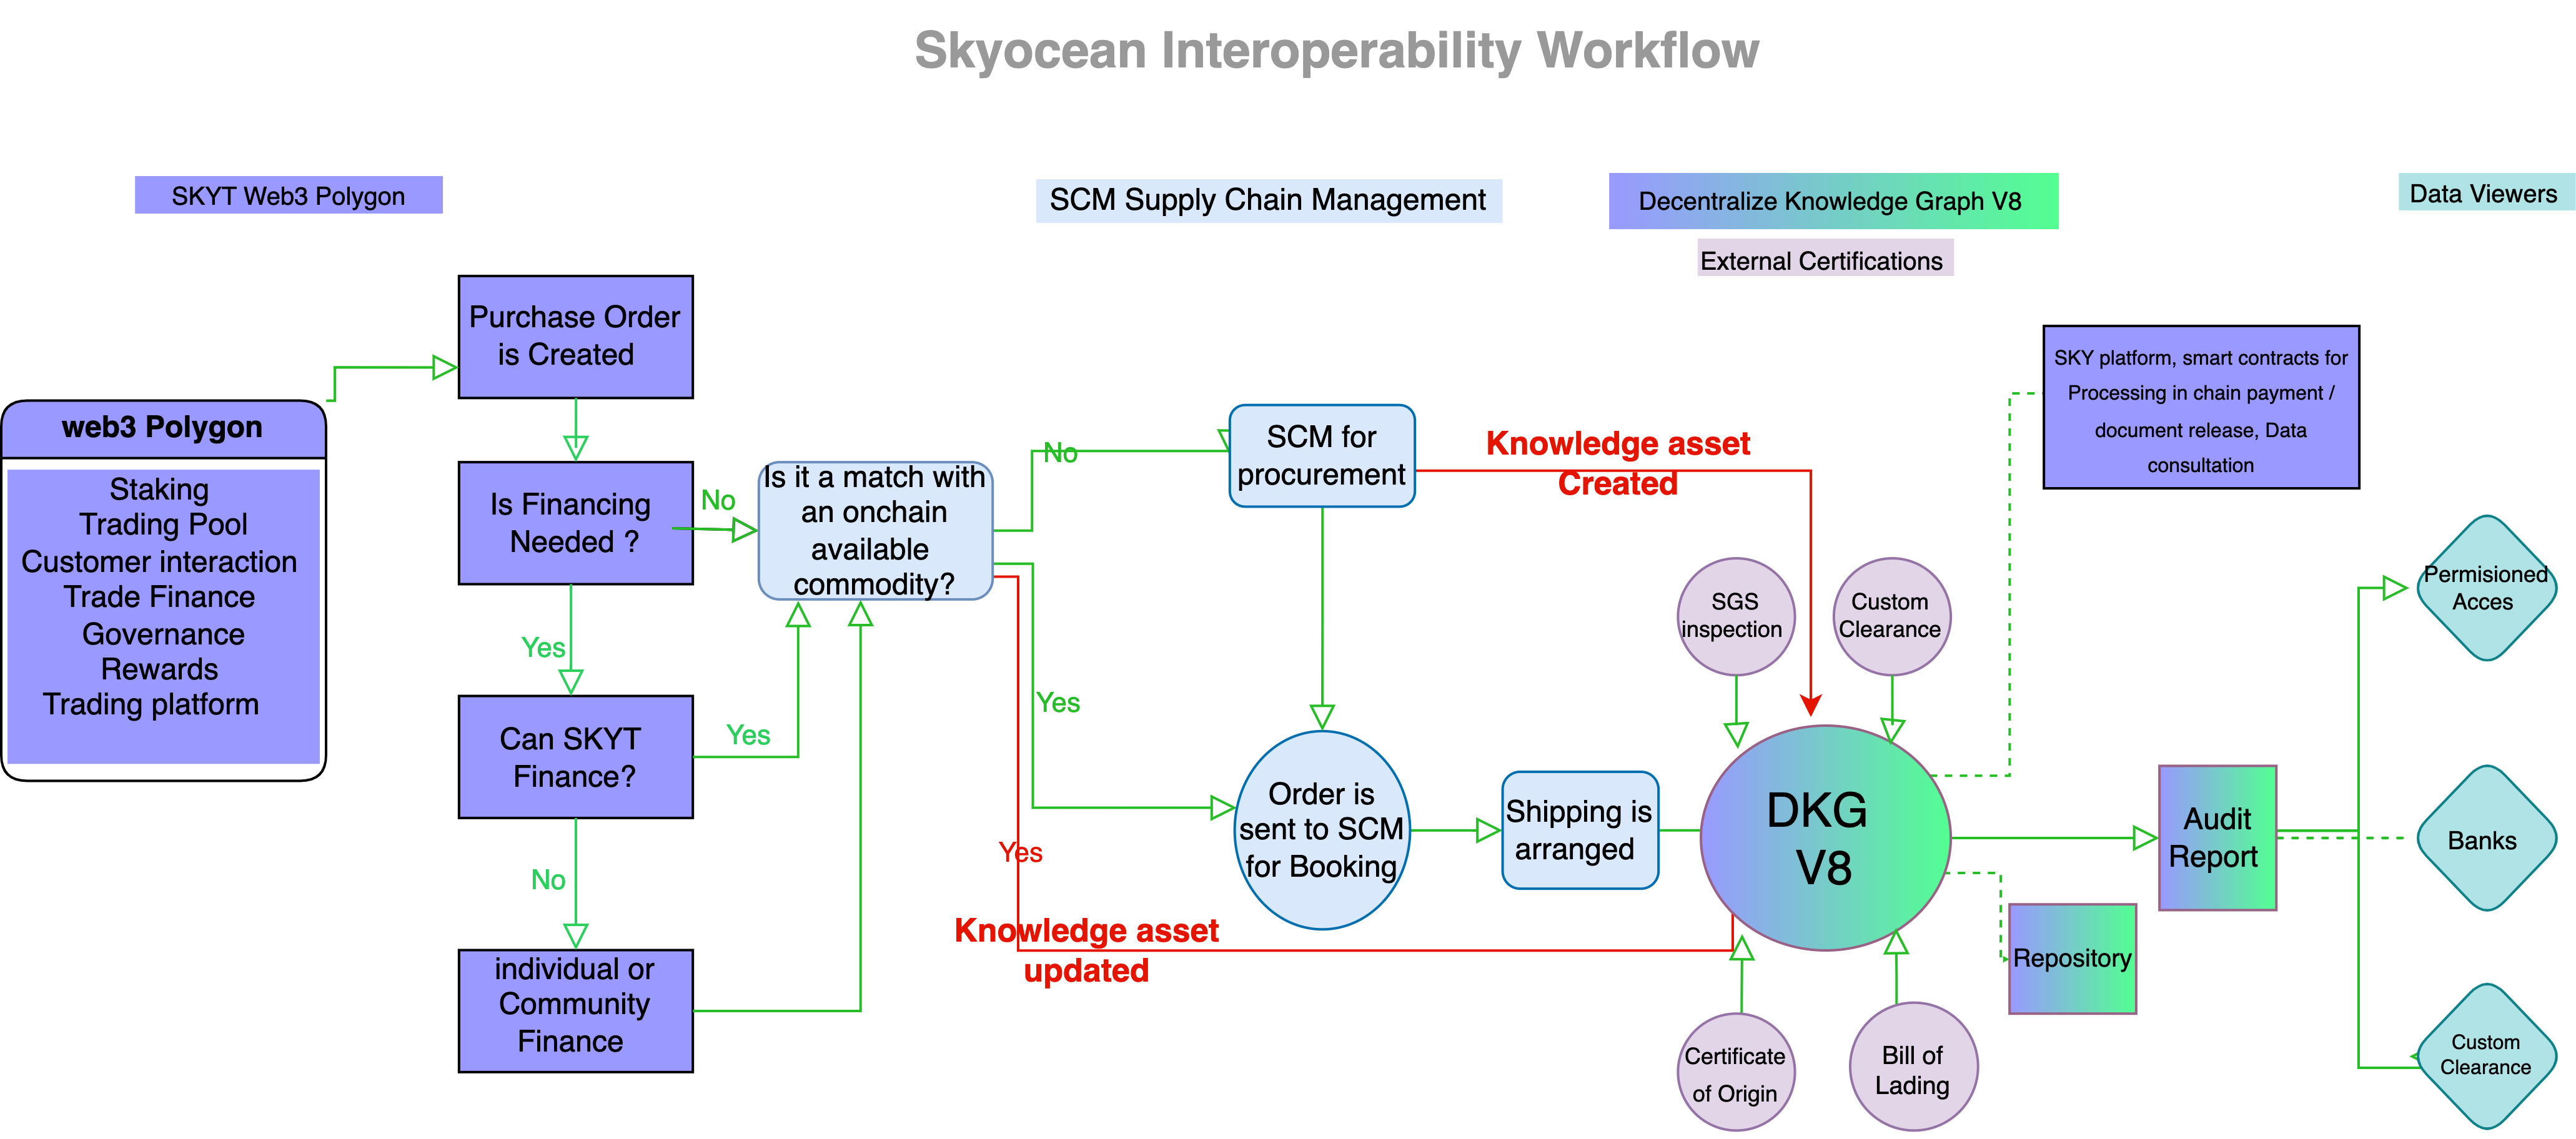 Skyocean Interoperability Workflow
SKYT Web3 Polygon
SCM Supply Chain Management
Decentralize Knowledge Graph V8
External Certifications
Data Viewers
web3 Polygon
Staking
Trading Pool
Customer interaction
Trade Finance
Governance
Rewards
Trading platform
Purchase Order
is Created
Is Financing
Needed ?
No
Yes
Can SKYT
Finance?
Yes
No
individual or
Community
Finance
Is it a match with
an onchain
available
commodity?
No
Yes
Yes
Knowledge asset
updated
SCM for
procurement
Knowledge asset
Created
Order is
sent to SCM
for Booking
Shipping is
arranged
SGS
inspection
Custom
Clearance
DKG
V8
Certificate
of Origin
Bill of
Lading
SKY platform, smart contracts for
Processing in chain payment /
document release, Data
consultation
Audit
Report
Repository
Permisioned
Acces
Banks
Custom
Clearance